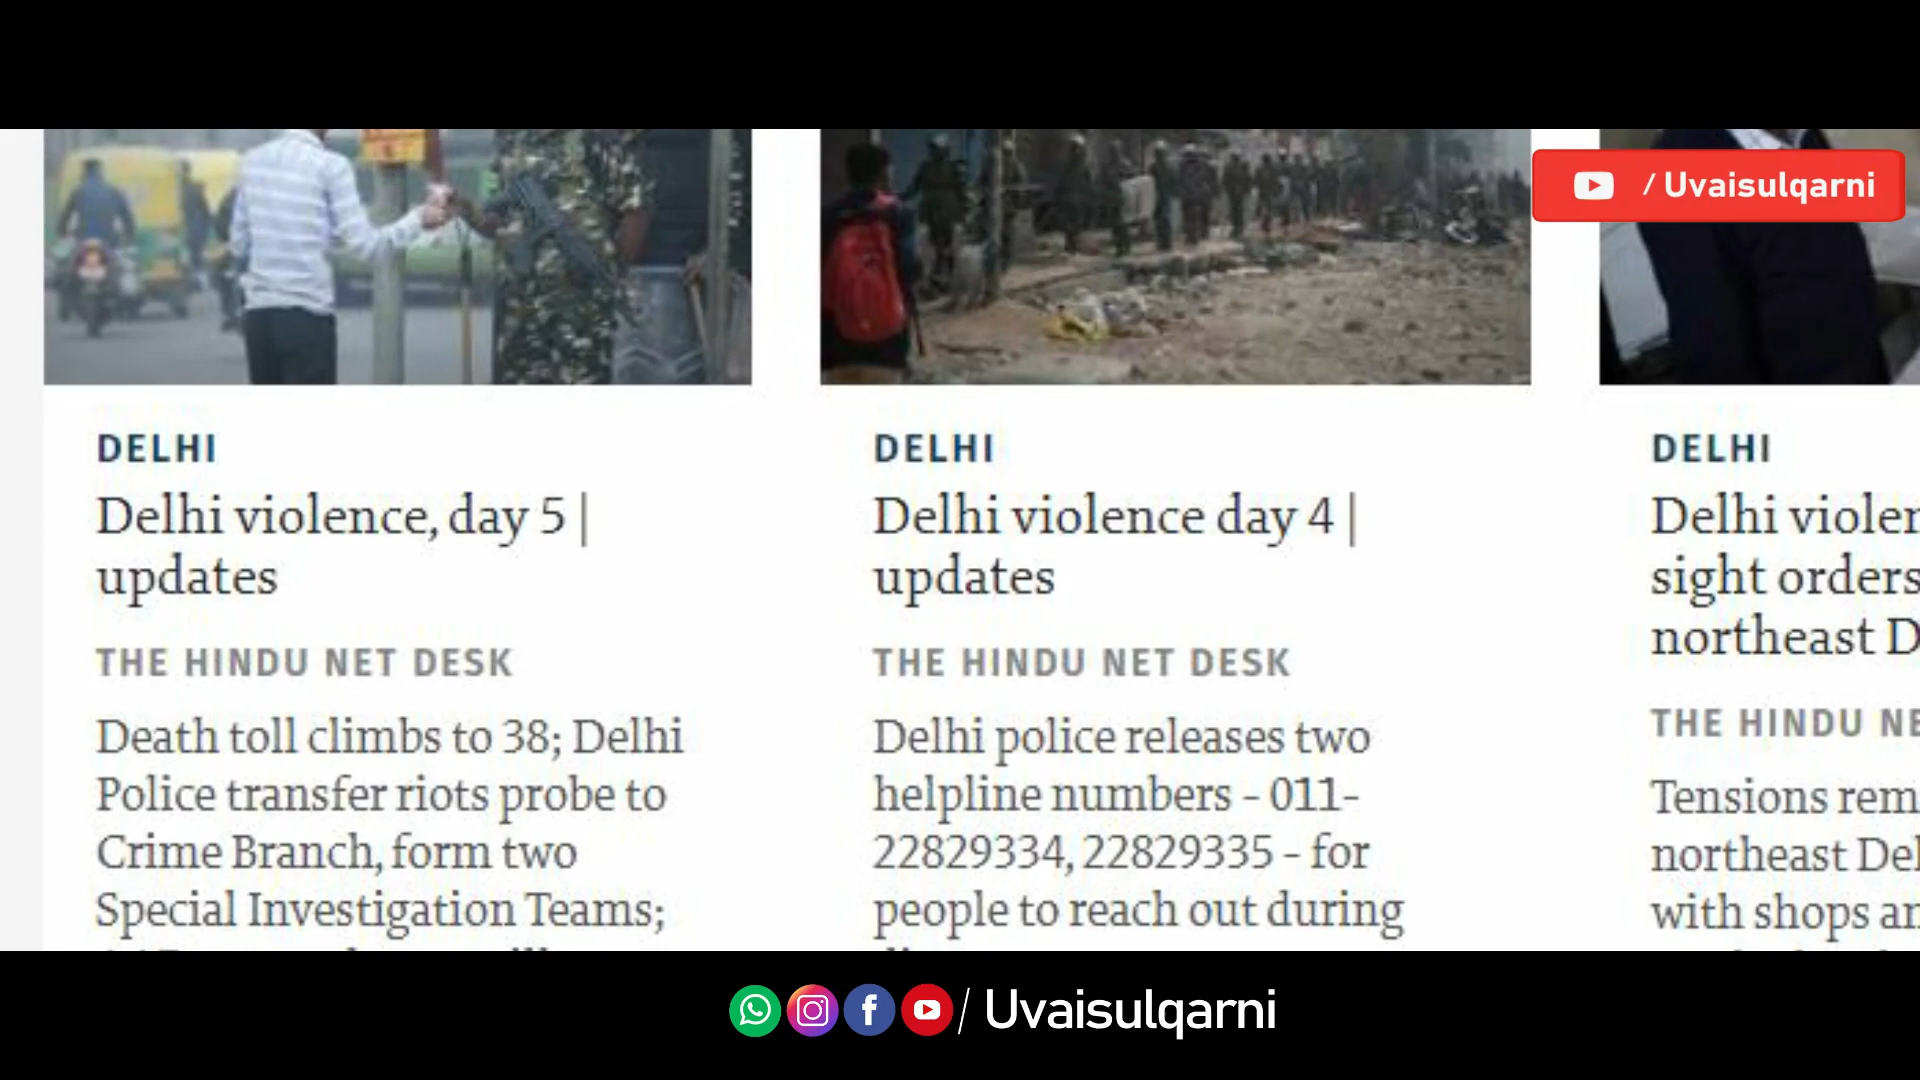 / Uvaisulqarni
DELHI
Delhi violence, day 5 |
updates
THE HINDU NET DESK
Death toll climbs to 38; Delhi
Police transfer riots probe to
Crime Branch, form two
Special Investigation Teams;
DELHI
Delhi violence day 4 |
updates
THE HINDU NET DESK
Delhi police releases two
helpline numbers - 011-
22829334, 22829335 - for
people to reach out during
DELHI
Delhi
sight orders
northeast
THE HINDU
Tensions
northeast
with shops
/ Uvaisulqarni